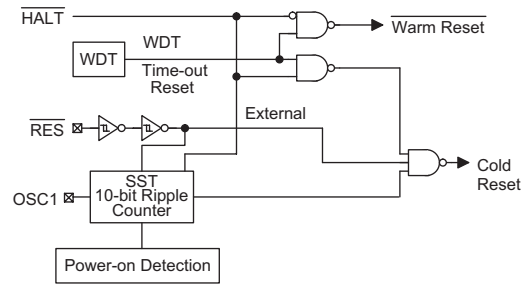 HALT
WDT
WDT
Time-out
Reset
Warm Reset
RES
External
Cold
Reset
OSC1
SST
10-bit Ripple
Counter
Power-on Detection